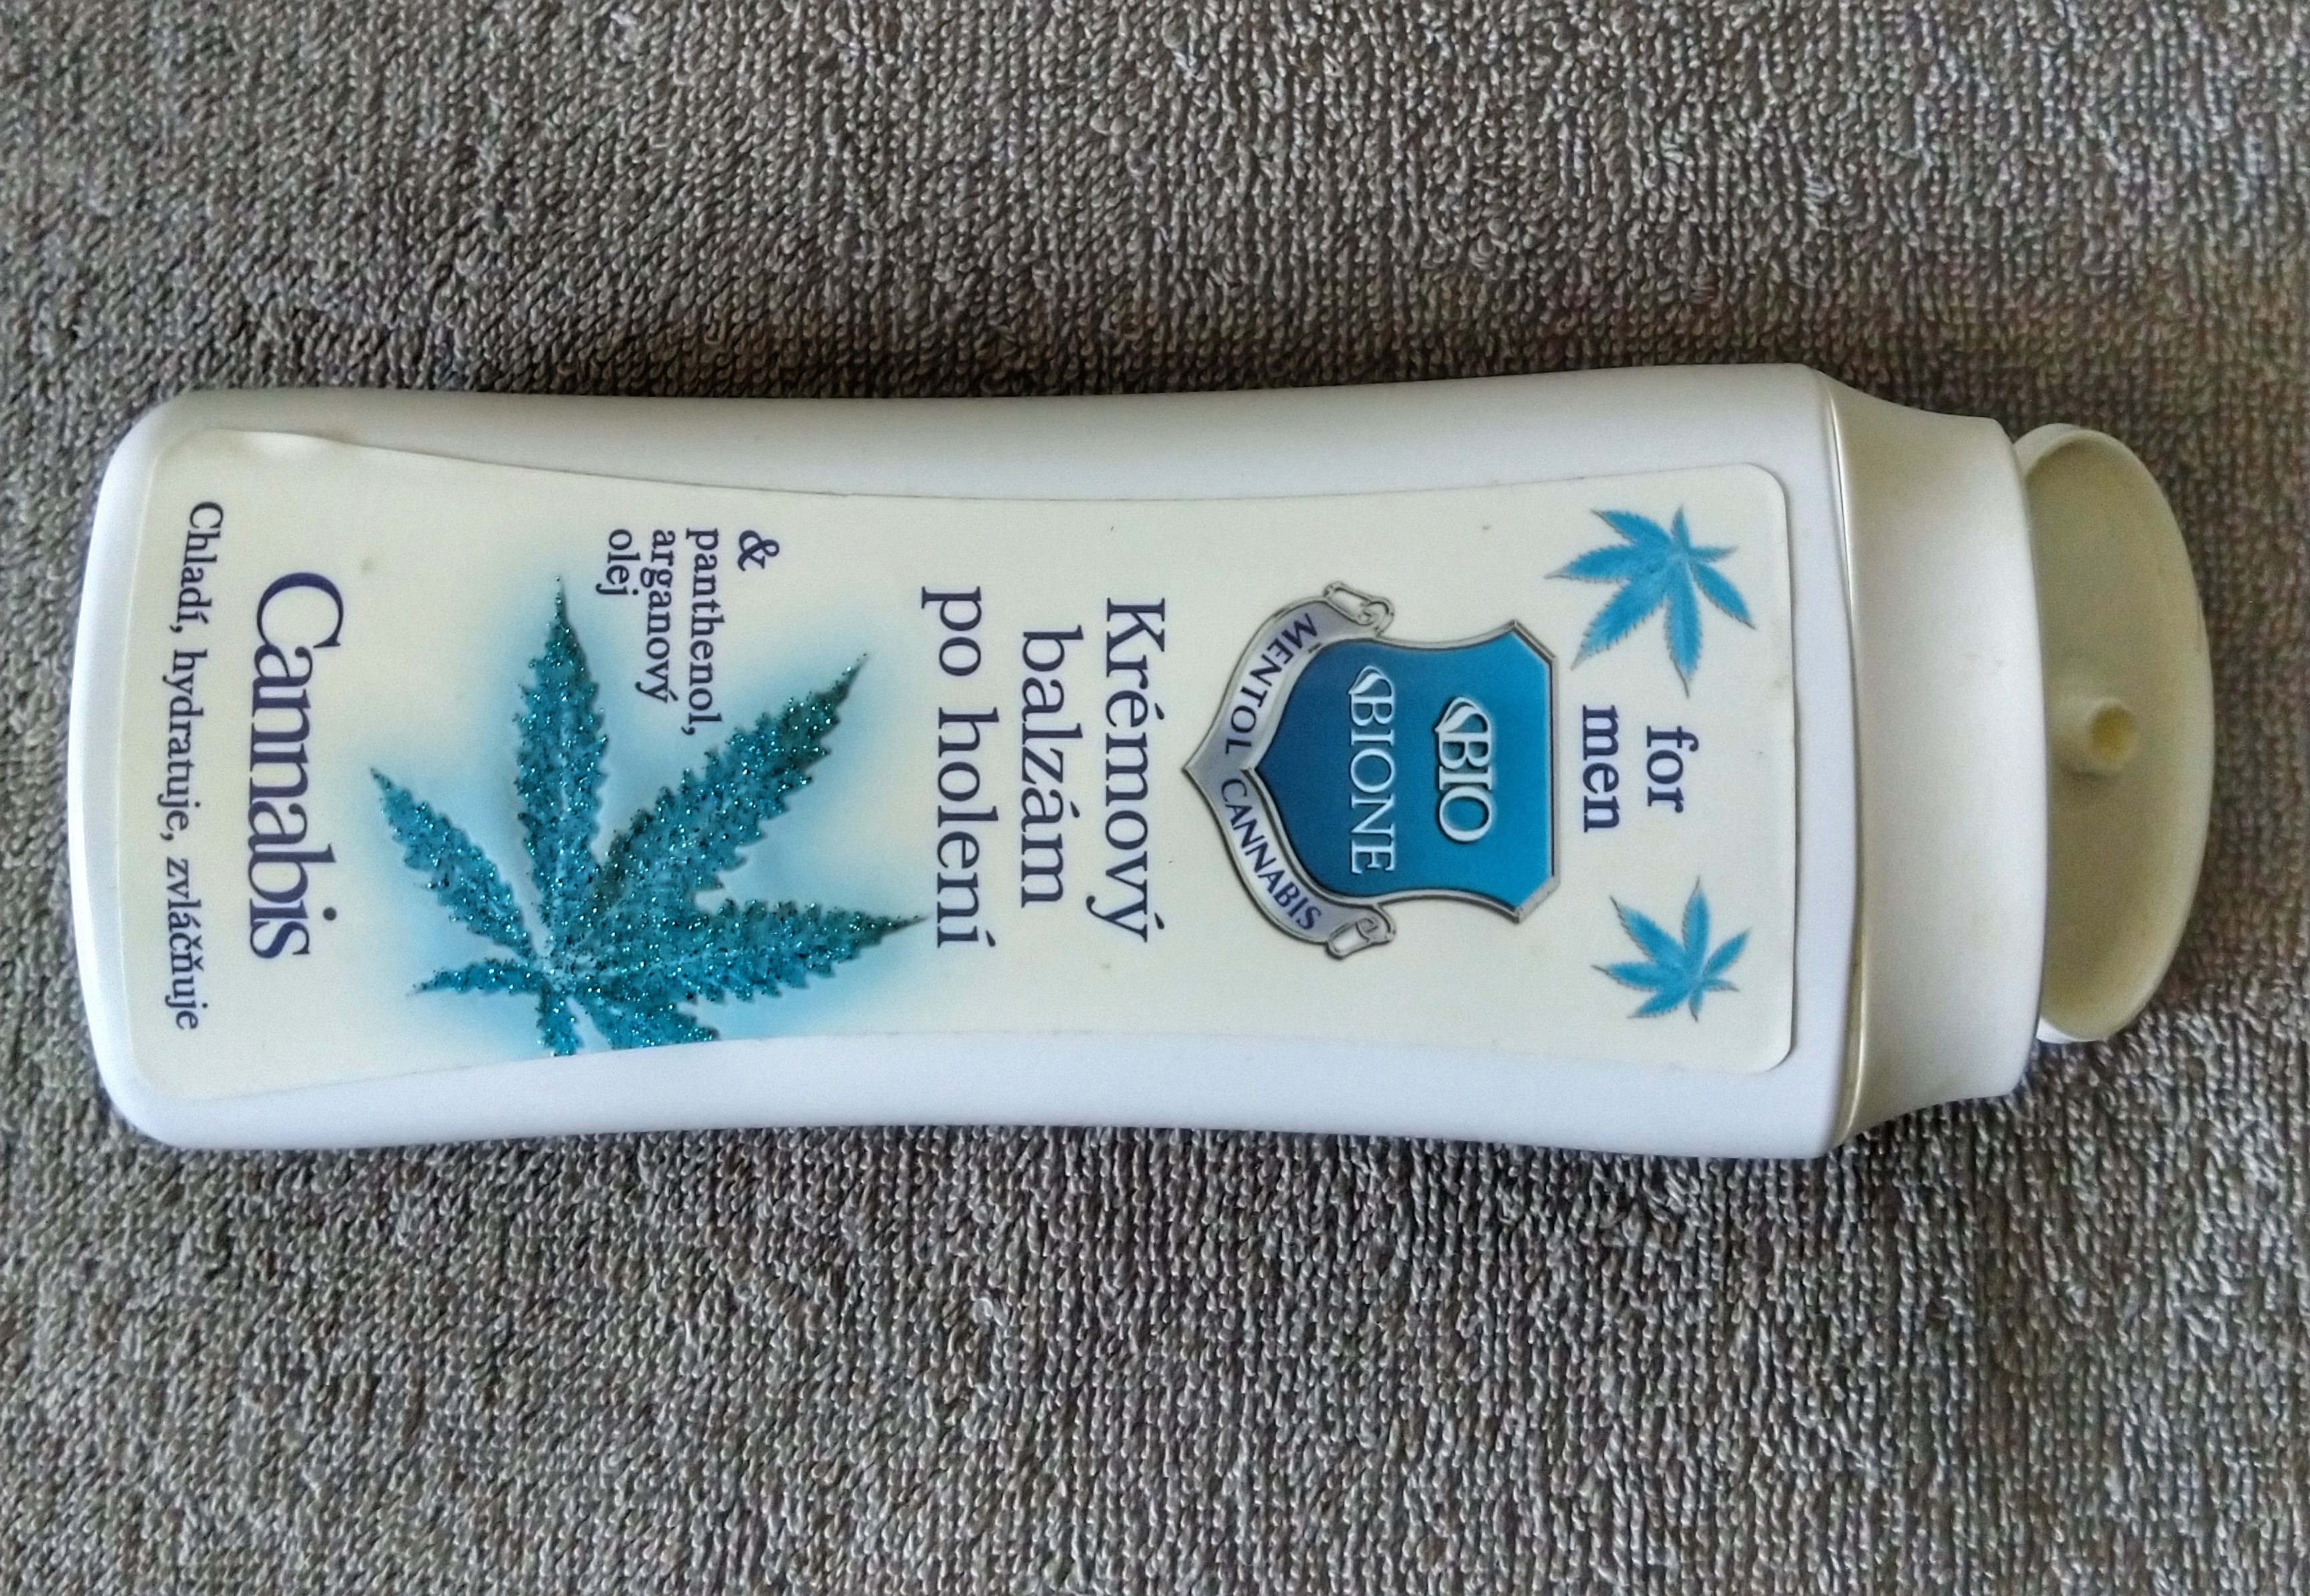 for
men
BIO
BIONE
MENTOL CANNABIS
Krémový
balzám
po holení
&
panthenol,
arganový
olej
Cannabis
Chladí, hydratuje, zvláčňuje